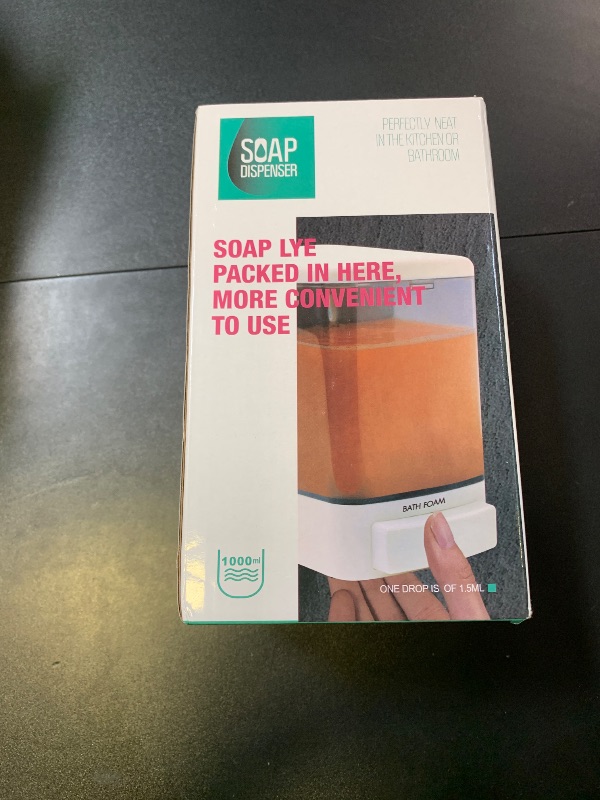 SOAP
DISPENSER
PERFECTLY NEAT
IN THE KITCHEN OR
BATHROOM
SOAP LYE
PACKED IN HERE,
MORE CONVENIENT
TO USE
BATH FOAM
1000ml
ONE DROP IS OF 1.5ML